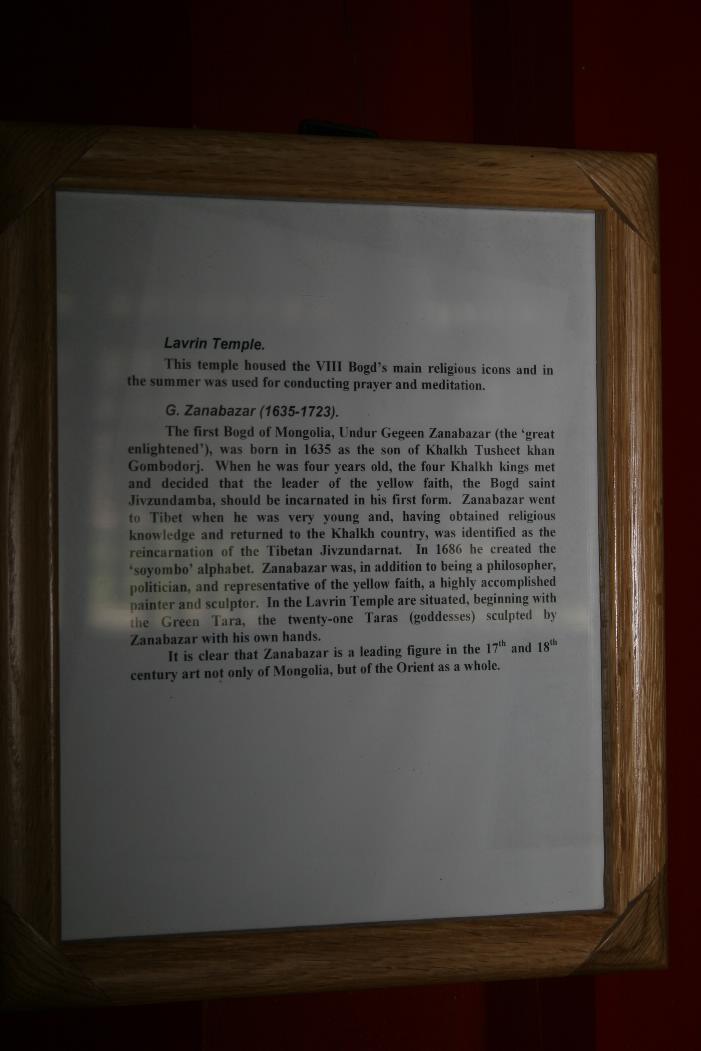 Lavrin Temple.
This temple housed the VIII Bogd's main religious icons and in
the summer was used for conducting prayer and meditation.
G. Zanabazar (1635-1723).
The first Bogd of Mongolia, Undur Gegeen Zanabazar (the 'great
enlightened'), was born in 1635 as the son of Khalkh Tusheet khan
Gombodorj. When he was four years old, the four Khalkh kings met
and decided that the leader of the yellow faith, the Bogd saint
Jivzundamba, should be incarnated in his first form. Zanabazar went
to Tibet when he was very young and, having obtained religious
knowledge and returned to the Khalkh country, was identified as the
reincarnation of the Tibetan Jivzundarnat. In 1686 he created the
'soyombo' alphabet. Zanabazar was, in addition to being a philosopher,
politician, and representative of the yellow faith, a highly accomplished
painter and sculptor. In the Lavrin Temple are situated, beginning with
the Green Tara, the twenty-one Taras (goddesses) sculpted by
Zanabazar with his own hands.
It is clear that Zanabazar is a leading figure in the 17th and 18th
century art not only of Mongolia, but of the Orient as a whole.